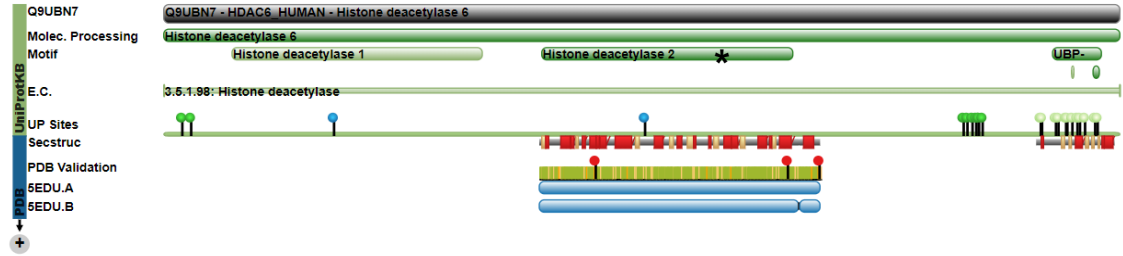 Q9UBN7 Q9UBN7 - HDAC6_HUMAN - Histone deacetylase 6
Molec. Processing Histone deacetylase 6
Motif Histone deacetylase 1 Histone deacetylase 2 * UBP-
E.C. 3.5.1.98: Histone deacetylase
UniProtKB
UP Sites
Secstruc
PDB Validation
5EDU.A
PDB
5EDU.B
+